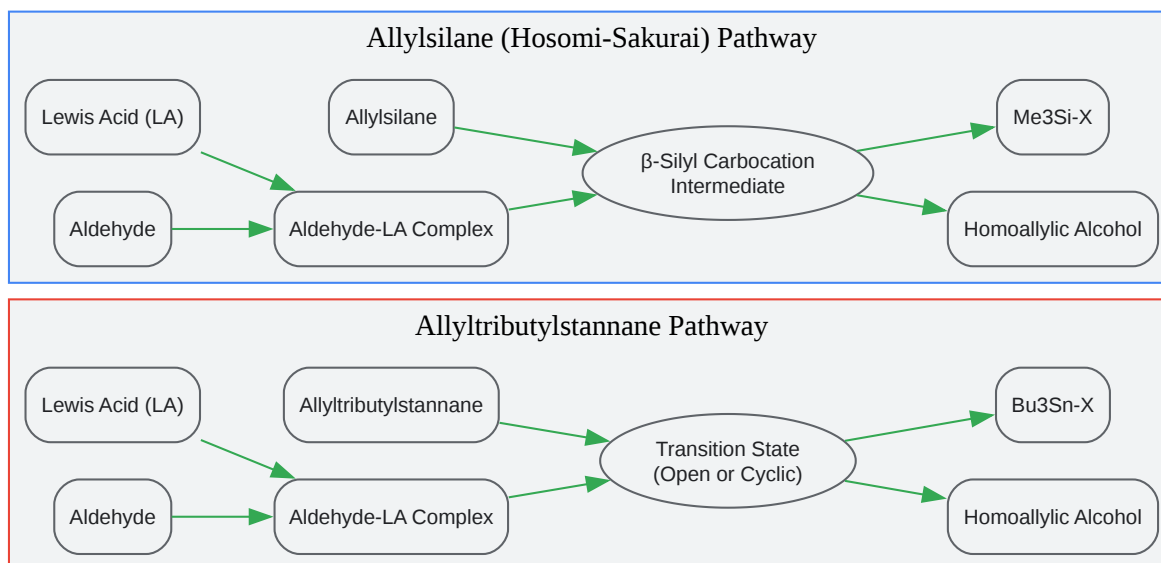 Allylsilane (Hosomi-Sakurai) Pathway
Lewis Acid (LA)
Allylsilane
Me3Si-X
β-Silyl Carbocation
Intermediate
Aldehyde
Aldehyde-LA Complex
Homoallylic Alcohol
Allyltributylstannane Pathway
Lewis Acid (LA)
Allyltributylstannane
Bu3Sn-X
Transition State
(Open or Cyclic)
Aldehyde
Aldehyde-LA Complex
Homoallylic Alcohol